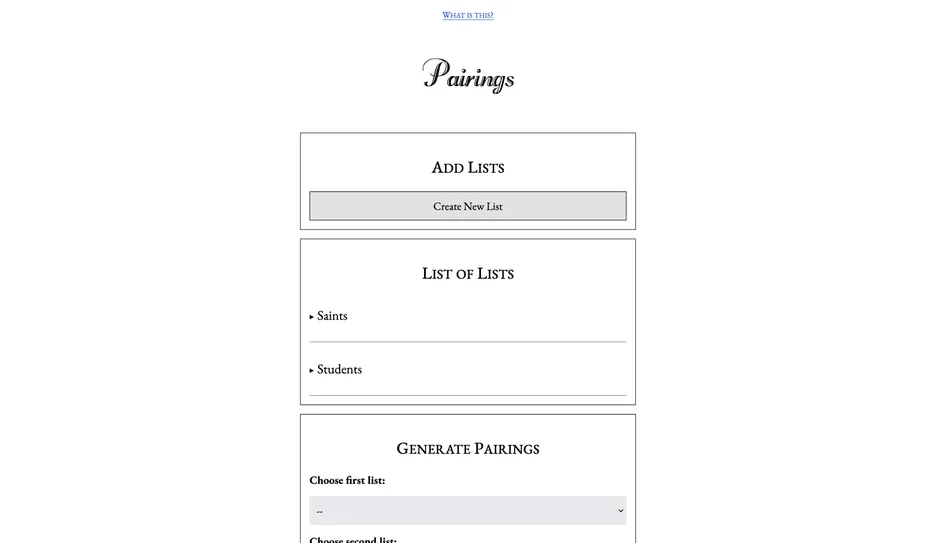 What is this?
Pairings
Add Lists
Create New List
List of Lists
▸ Saints
▸ Students
Generate Pairings
Choose first list:
--
Choose second list: